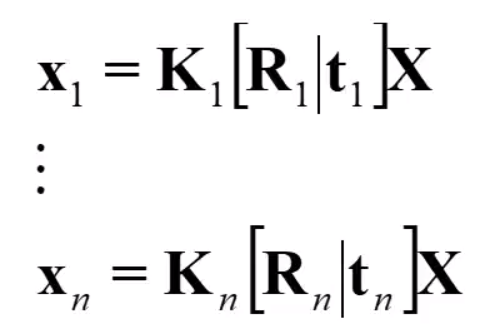 x₁ = K₁[R₁|t₁]X
⋮
xₙ = Kₙ[Rₙ|tₙ]X